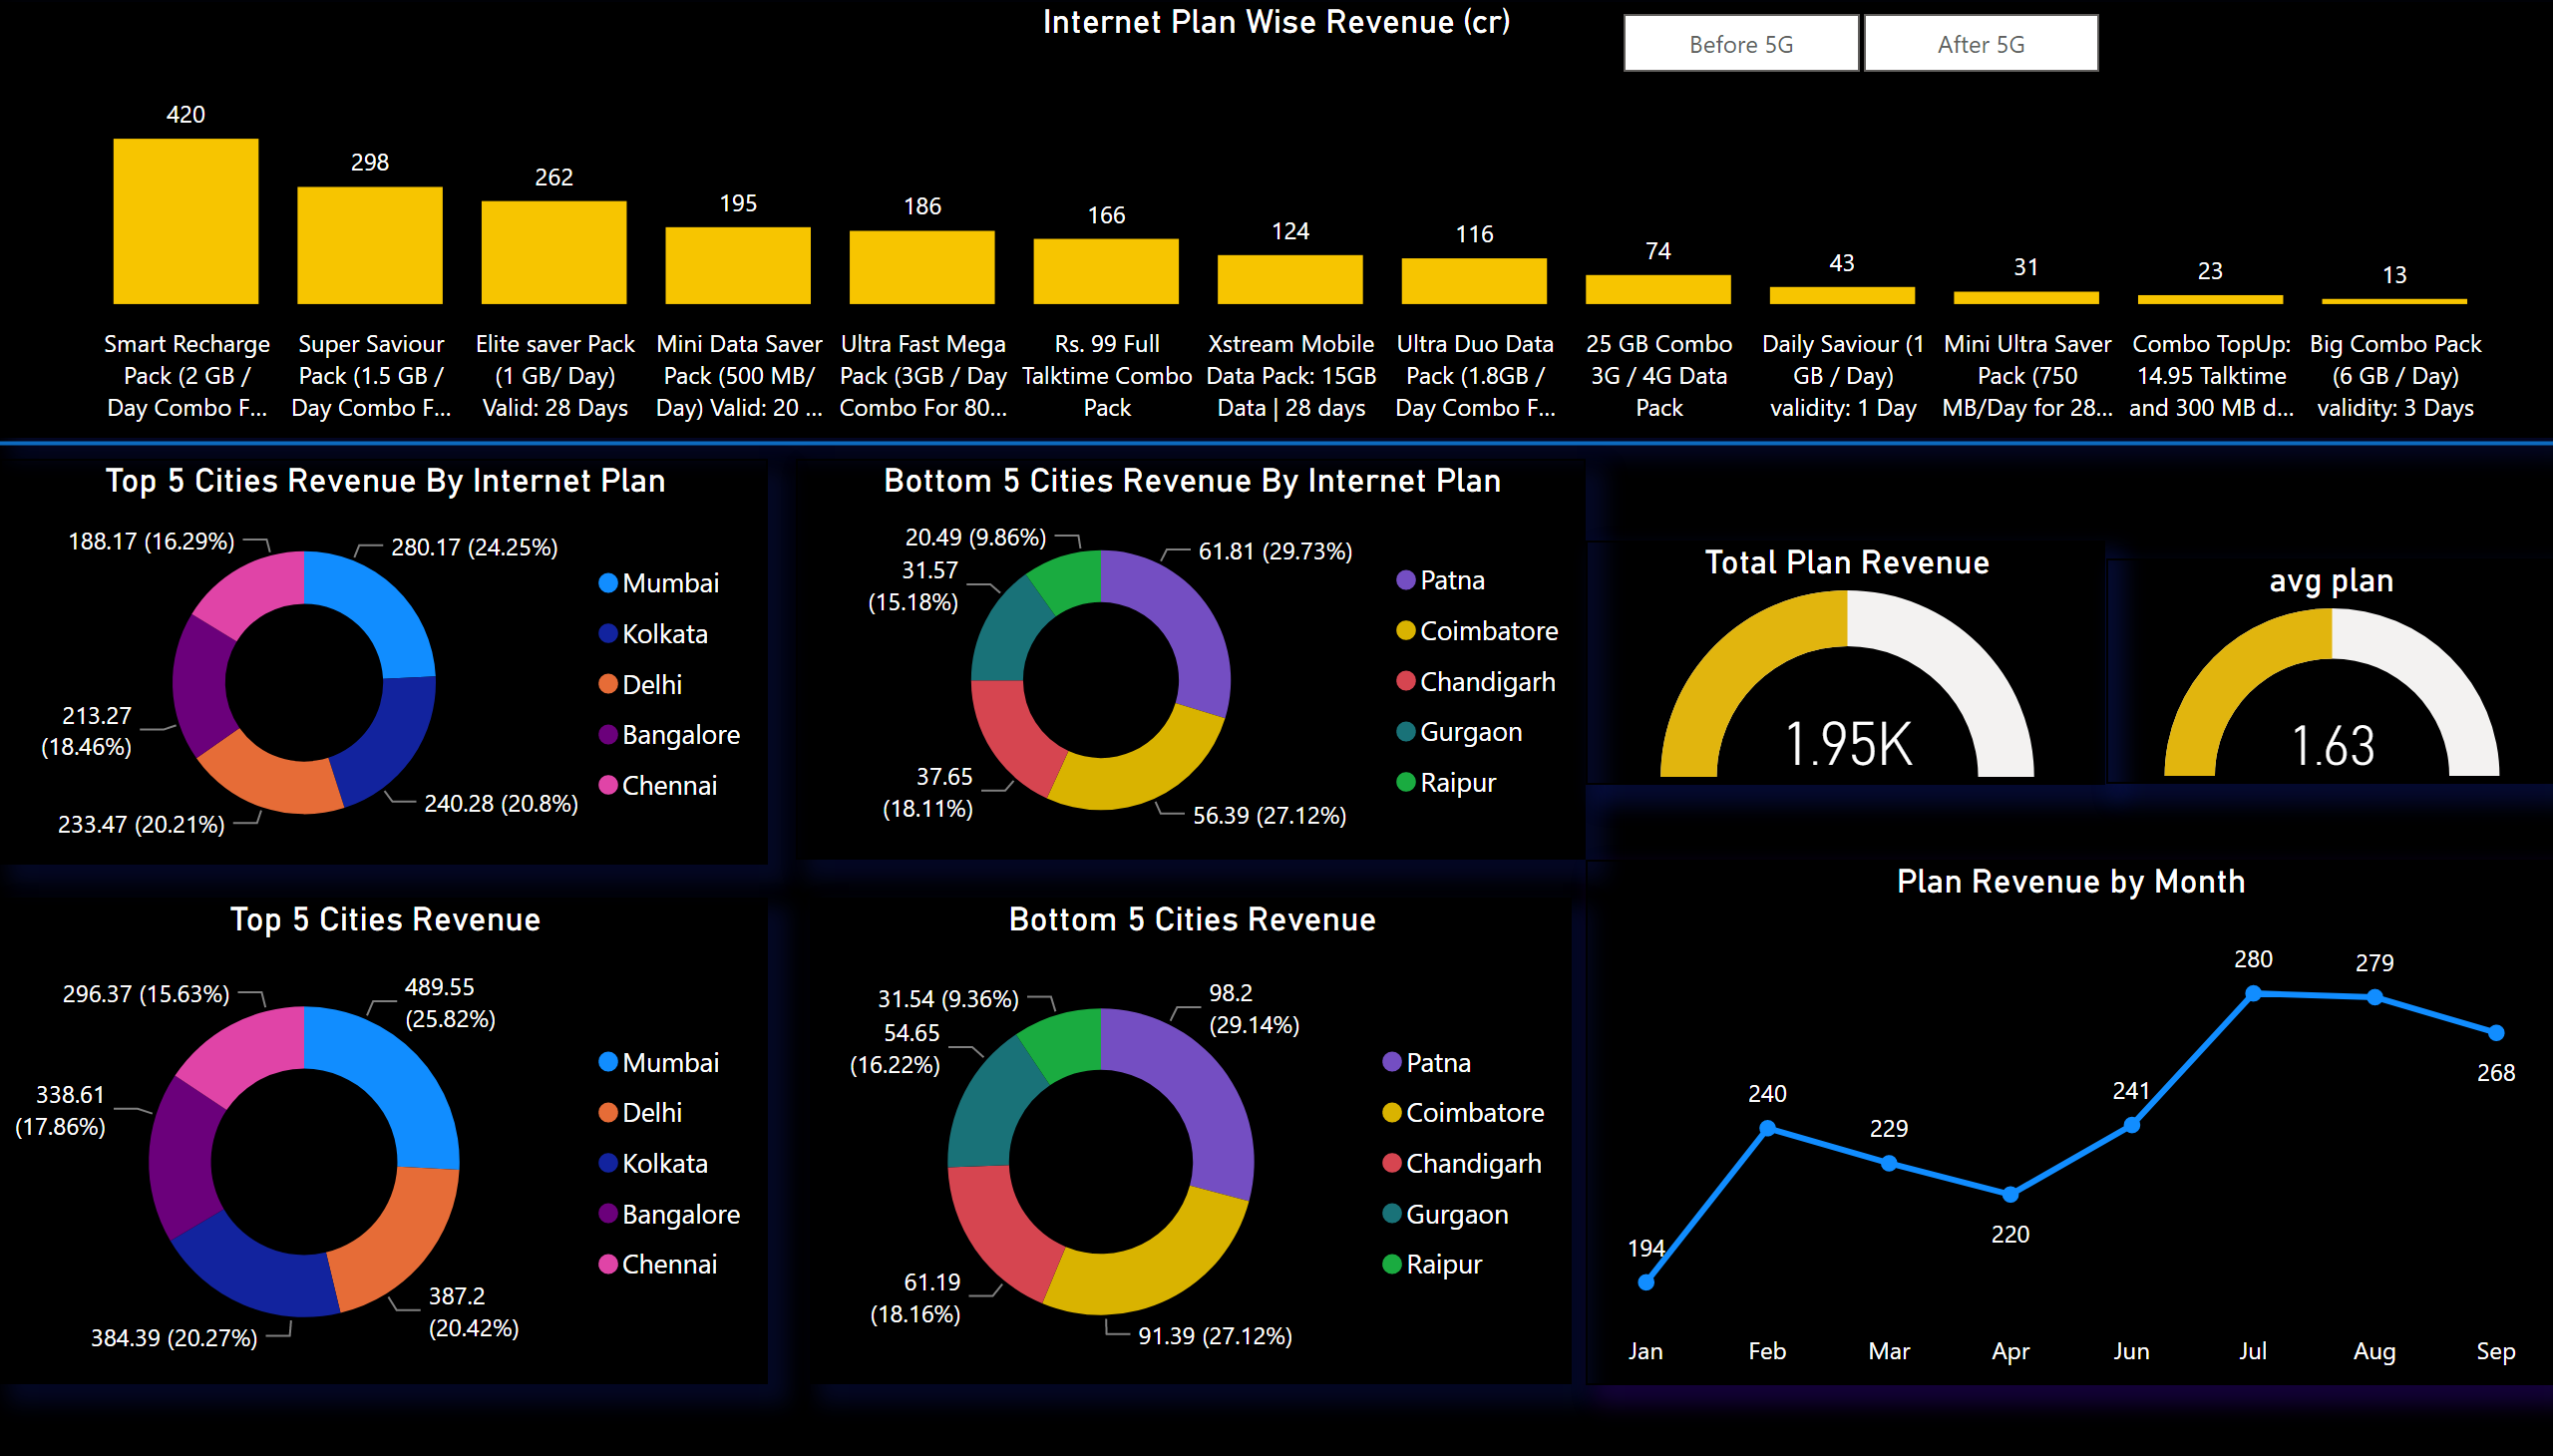 Internet Plan Wise Revenue (cr)
Before 5G
After 5G
420
298
262
195
186
166
124
116
74
43
31
23
13
Smart Recharge
Pack (2 GB /
Day Combo F...
Super Saviour
Pack (1.5 GB /
Day Combo F...
Elite saver Pack
(1 GB/ Day)
Valid: 28 Days
Mini Data Saver
Pack (500 MB/
Day) Valid: 20 ...
Ultra Fast Mega
Pack (3GB / Day
Combo For 80...
Rs. 99 Full
Talktime Combo
Pack
Xstream Mobile
Data Pack: 15GB
Data | 28 days
Ultra Duo Data
Pack (1.8GB /
Day Combo F...
25 GB Combo
3G / 4G Data
Pack
Daily Saviour (1
GB / Day)
validity: 1 Day
Mini Ultra Saver
Pack (750
MB/Day for 28...
Combo TopUp:
14.95 Talktime
and 300 MB d...
Big Combo Pack
(6 GB / Day)
validity: 3 Days
Top 5 Cities Revenue By Internet Plan
188.17 (16.29%)
280.17 (24.25%)
213.27
(18.46%)
240.28 (20.8%)
233.47 (20.21%)
Mumbai
Kolkata
Delhi
Bangalore
Chennai
Bottom 5 Cities Revenue By Internet Plan
20.49 (9.86%)
31.57
(15.18%)
61.81 (29.73%)
37.65
(18.11%)
56.39 (27.12%)
Patna
Coimbatore
Chandigarh
Gurgaon
Raipur
Total Plan Revenue
1.95K
avg plan
1.63
Top 5 Cities Revenue
296.37 (15.63%)
489.55
(25.82%)
338.61
(17.86%)
387.2
(20.42%)
384.39 (20.27%)
Mumbai
Delhi
Kolkata
Bangalore
Chennai
Bottom 5 Cities Revenue
31.54 (9.36%)
54.65
(16.22%)
98.2
(29.14%)
61.19
(18.16%)
91.39 (27.12%)
Patna
Coimbatore
Chandigarh
Gurgaon
Raipur
Plan Revenue by Month
194
240
229
220
241
280
279
268
Jan
Feb
Mar
Apr
Jun
Jul
Aug
Sep